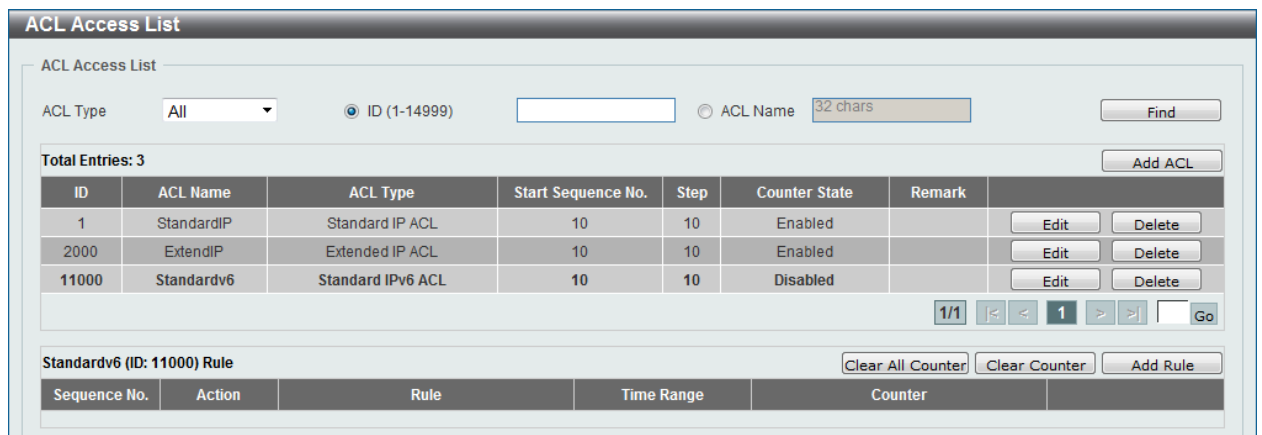 ACL Access List
ACL Access List
ACL Type All ID (1-14999) ACL Name 32 chars Find
Total Entries: 3 Add ACL
ID ACL Name ACL Type Start Sequence No. Step Counter State Remark
1 StandardIP Standard IP ACL 10 10 Enabled Edit Delete
2000 ExtendIP Extended IP ACL 10 10 Enabled Edit Delete
11000 Standardv6 Standard IPv6 ACL 10 10 Disabled Edit Delete
1/1 |< < 1 > >| Go
Standardv6 (ID: 11000) Rule Clear All Counter Clear Counter Add Rule
Sequence No. Action Rule Time Range Counter